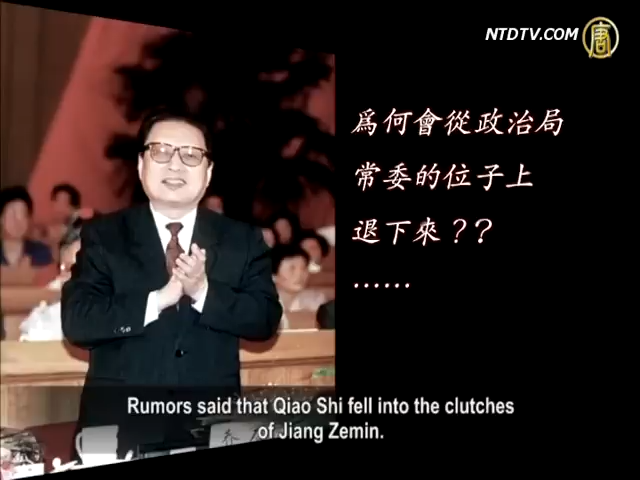 NTDTV.COM
唐
爲何會從政治局
常委的位子上
退下來？?
......
Rumors said that Qiao Shi fell into the clutches
of Jiang Zemin.